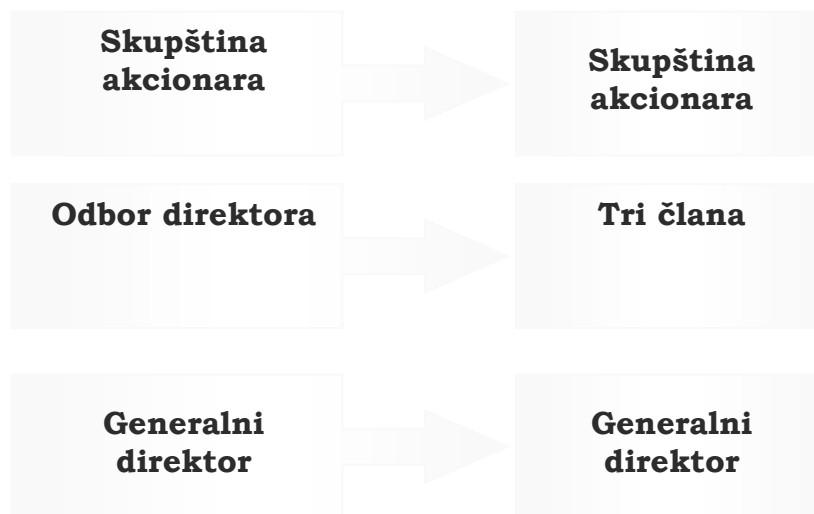 Skupština
akcionara
Skupština
akcionara
Odbor direktora
Tri člana
Generalni
direktor
Generalni
direktor